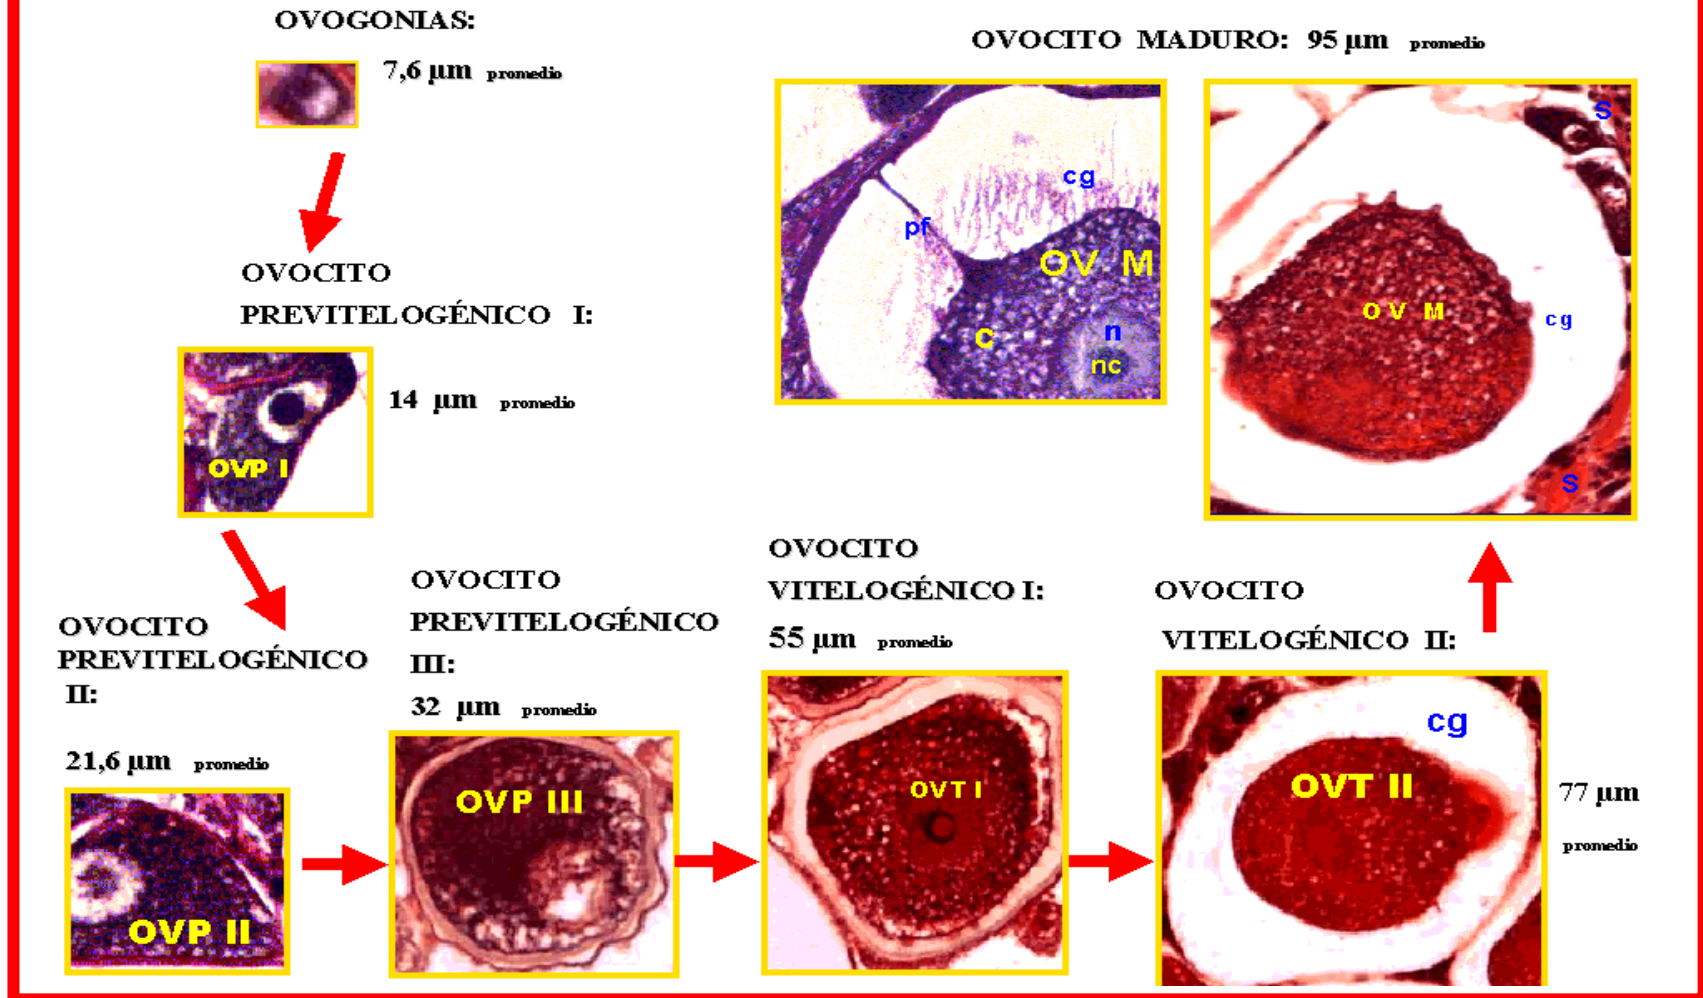 OVOGONIAS:
7,6 µm promedio
OVOCITO
PREVITELOGÉNICO I:
14 µm promedio
OVP I
OVOCITO
PREVITELOGÉNICO
II:
21,6 µm promedio
OVP II
OVOCITO
PREVITELOGÉNICO
III:
32 µm promedio
OVP III
OVOCITO
VITELOGÉNICO I:
55 µm promedio
OVT I
OVOCITO
VITELOGÉNICO II:
cg
OVT II
77 µm
promedio
OVOCITO MADURO: 95 µm promedio
cg
pf
OV M
c
n
nc
S
OV M
cg
S